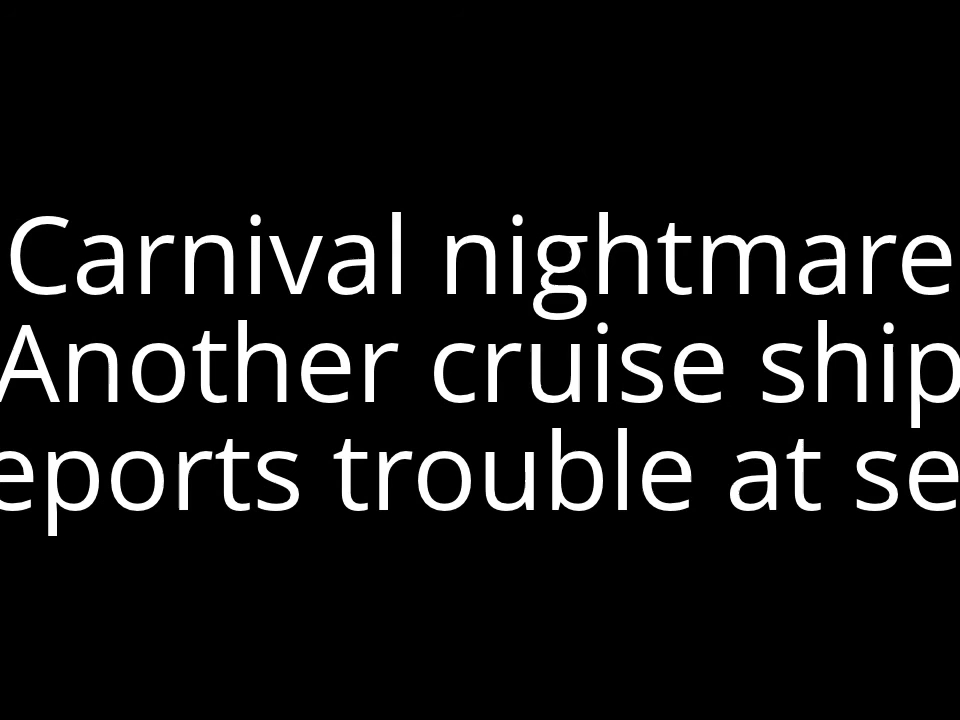 Carnival nightmare
Another cruise ship
eports trouble at se